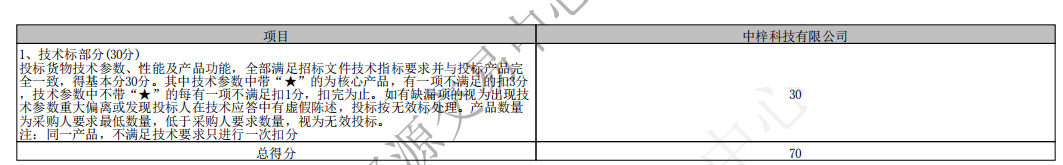 项目 中梓科技有限公司
1、技术标部分(30分)
投标货物技术参数、性能及产品功能，全部满足招标文件技术指标要求并与投标产品完
全一致，得基本分30分。其中技术参数中带“★”的为核心产品，有一项不满足的扣3分
，技术参数中不带“★”的每有一项不满足扣1分，扣完为止。如有缺漏项的视为出现技
术参数重大偏离或发现投标人在技术应答中有虚假陈述，投标按无效标处理。产品数量
为采购人要求最低数量，低于采购人要求数量，视为无效投标。
注：同一产品，不满足技术要求只进行一次扣分
30
总得分 70
中心
源交易中心
中心